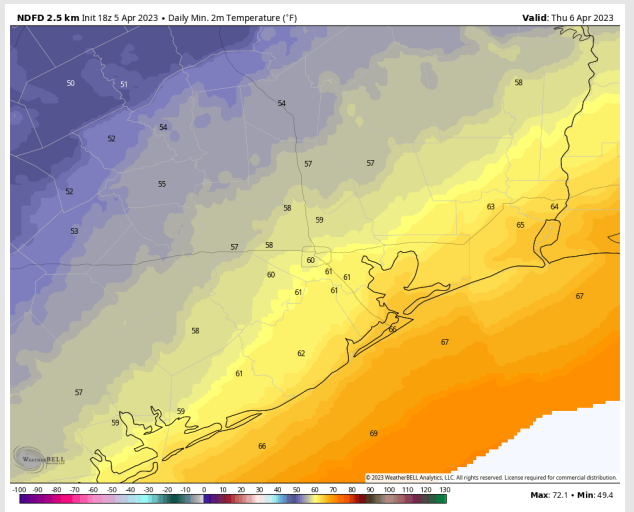 NDFD 2.5 km Init 18z 5 Apr 2023 • Daily Min. 2m Temperature (°F) Valid: Thu 6 Apr 2023
50 51 58
54
54
52
57 57
55
52
58 63 64
59 65
53
57 58
60
60 61 61
61 61 67
58 66
67
62
61
57
59 59
69
66
WEATHERBELL
© 2023 WeatherBELL Analytics, LLC. All rights reserved. License required for commercial distribution.
-100 -90 -80 -70 -60 -50 -40 -30 -20 -10 0 10 20 30 40 50 60 70 80 90 100 110 120 130
Max: 72.1 • Min: 49.4